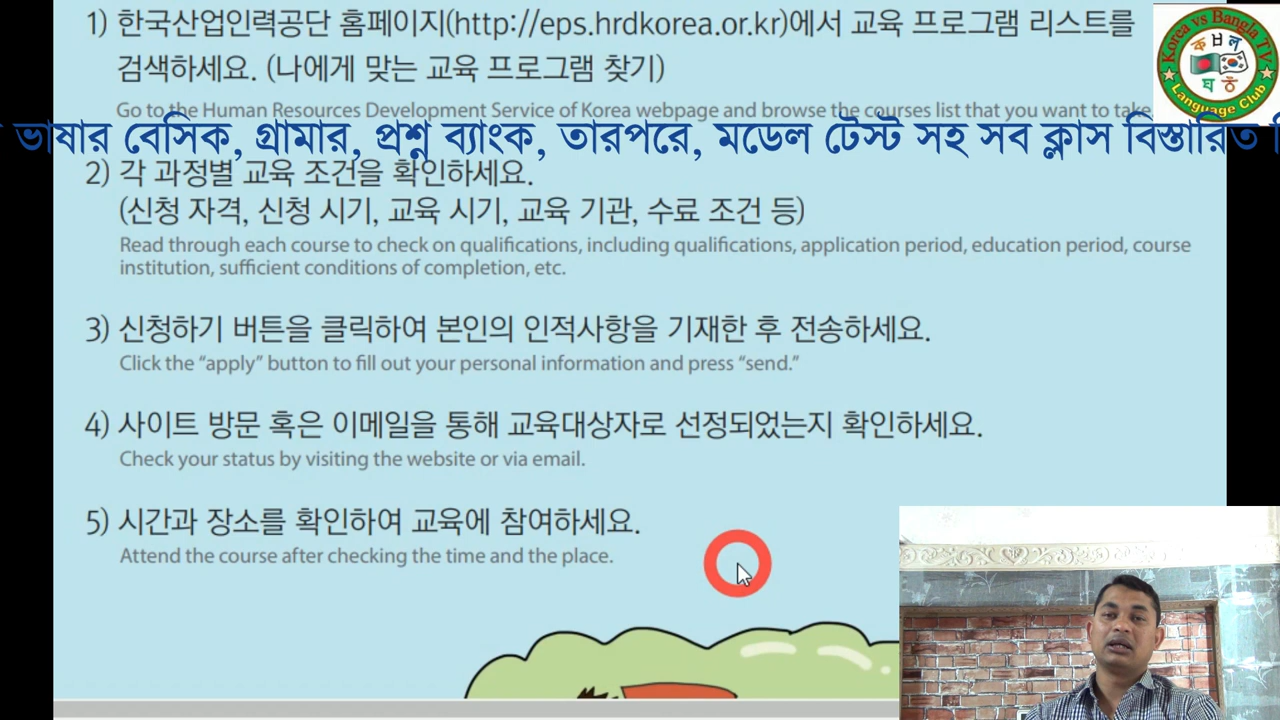 1) 한국산업인력공단 홈페이지(http://eps.hrdkorea.or.kr)에서 교육 프로그램 리스트를
검색하세요. (나에게 맞는 교육 프로그램 찾기)
Go to the Human Resources Development Service of Korea webpage and browse the courses list that you want to take
ভাষার বেসিক, গ্রামার, প্রশ্ন ব্যাংক, তারপরে, মডেল টেস্ট সহ সব ক্লাস বিস্তারিত
2) 각 과정별 교육 조건을 확인하세요.
(신청 자격, 신청 시기, 교육 시기, 교육 기관, 수료 조건 등)
Read through each course to check on qualifications, including qualifications, application period, education period, course
institution, sufficient conditions of completion, etc.
3) 신청하기 버튼을 클릭하여 본인의 인적사항을 기재한 후 전송하세요.
Click the “apply” button to fill out your personal information and press “send.”
4) 사이트 방문 혹은 이메일을 통해 교육대상자로 선정되었는지 확인하세요.
Check your status by visiting the website or via email.
5) 시간과 장소를 확인하여 교육에 참여하세요.
Attend the course after checking the time and the place.
Korea vs Bangla TV
Language Club